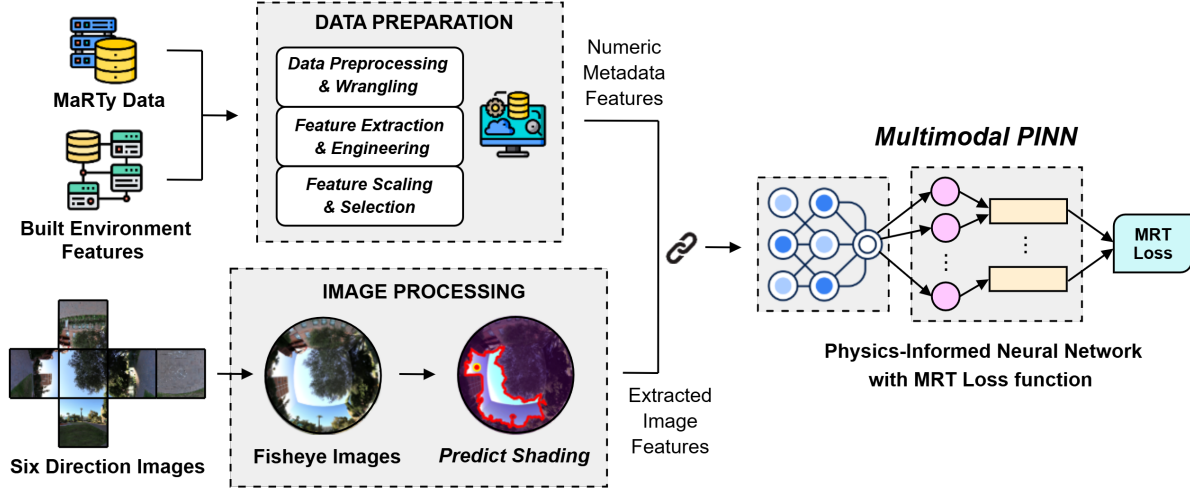 MaRTy Data
Built Environment
Features
DATA PREPARATION
Data Preprocessing
& Wrangling
Feature Extraction
& Engineering
Feature Scaling
& Selection
Numeric
Metadata
Features
Six Direction Images
IMAGE PROCESSING
Fisheye Images
Predict Shading
Extracted
Image
Features
Multimodal PINN
MRT
Loss
Physics-Informed Neural Network
with MRT Loss function